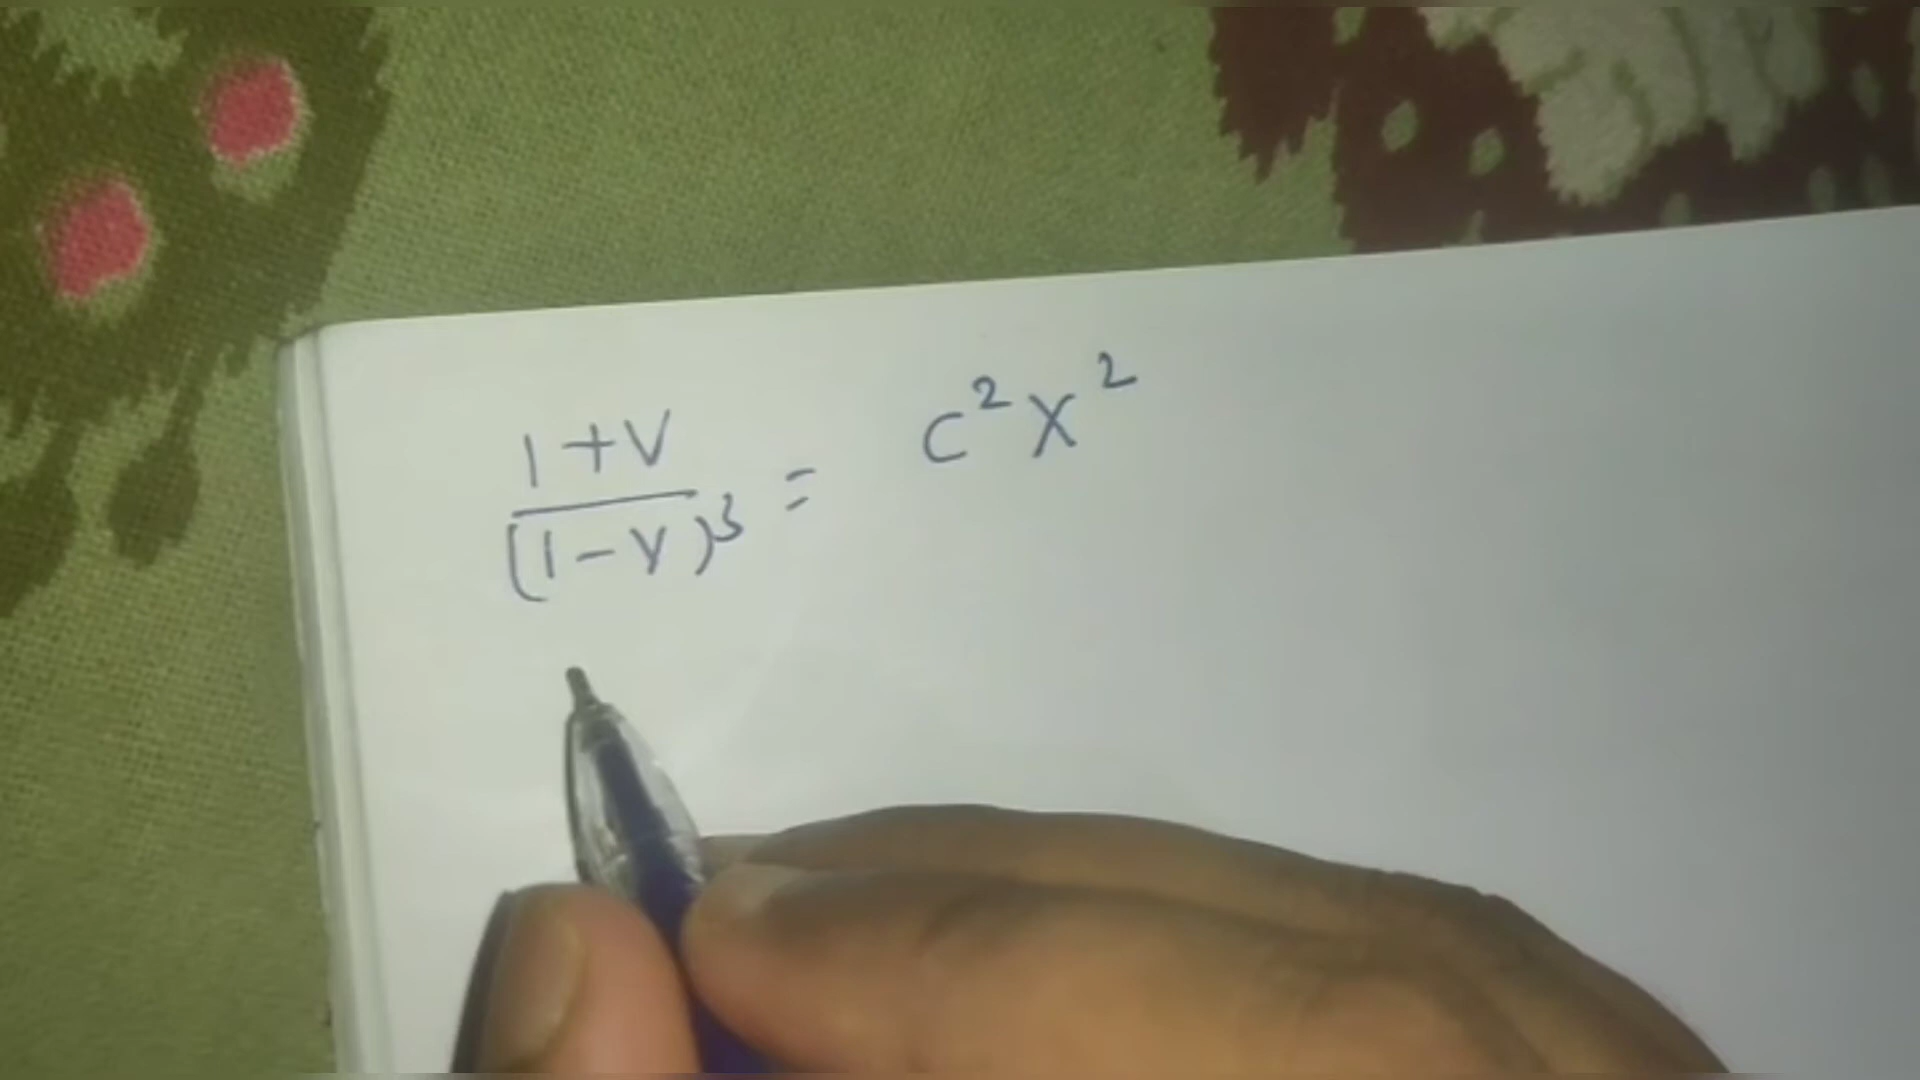 1+V/(1-V)³ = C²X²